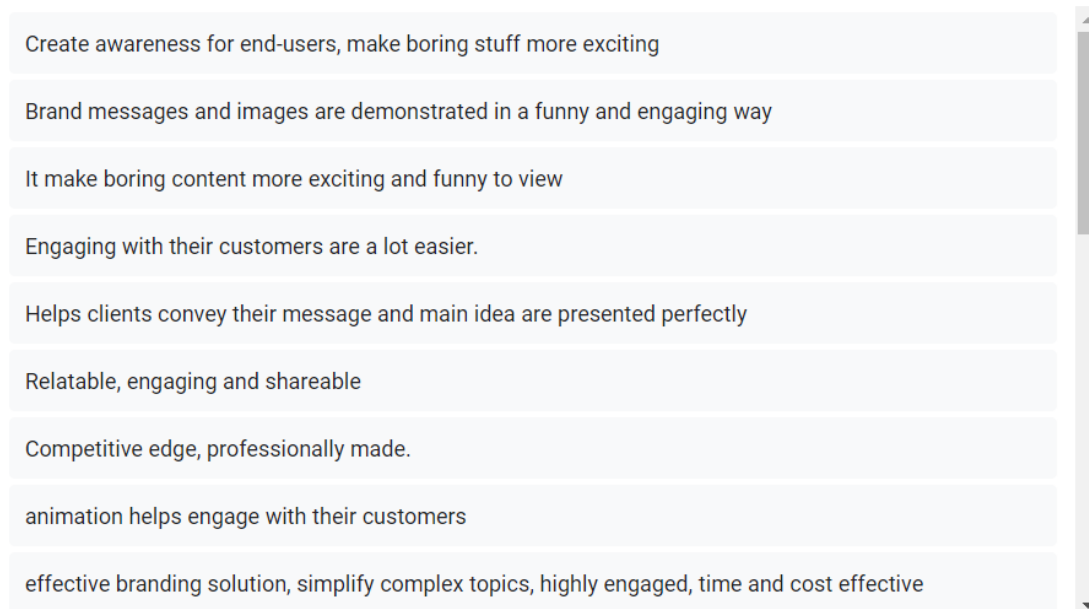 Create awareness for end-users, make boring stuff more exciting
Brand messages and images are demonstrated in a funny and engaging way
It make boring content more exciting and funny to view
Engaging with their customers are a lot easier.
Helps clients convey their message and main idea are presented perfectly
Relatable, engaging and shareable
Competitive edge, professionally made.
animation helps engage with their customers
effective branding solution, simplify complex topics, highly engaged, time and cost effective